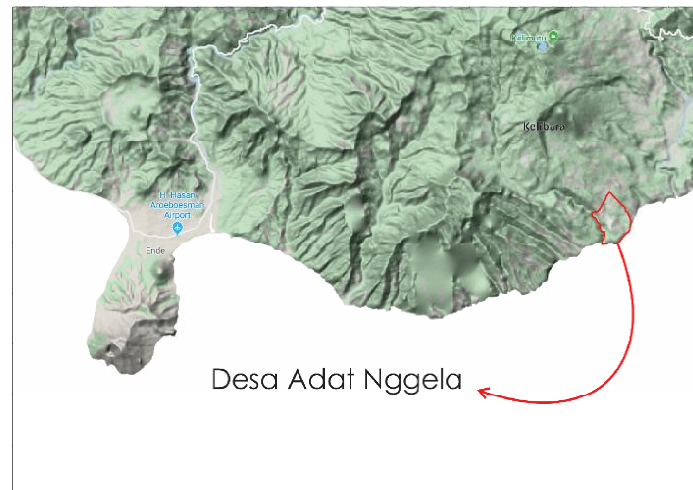 Kelimutu
Kelibara
H. Hasan
Aroeboesman
Airport
Ende
Desa Adat Nggela